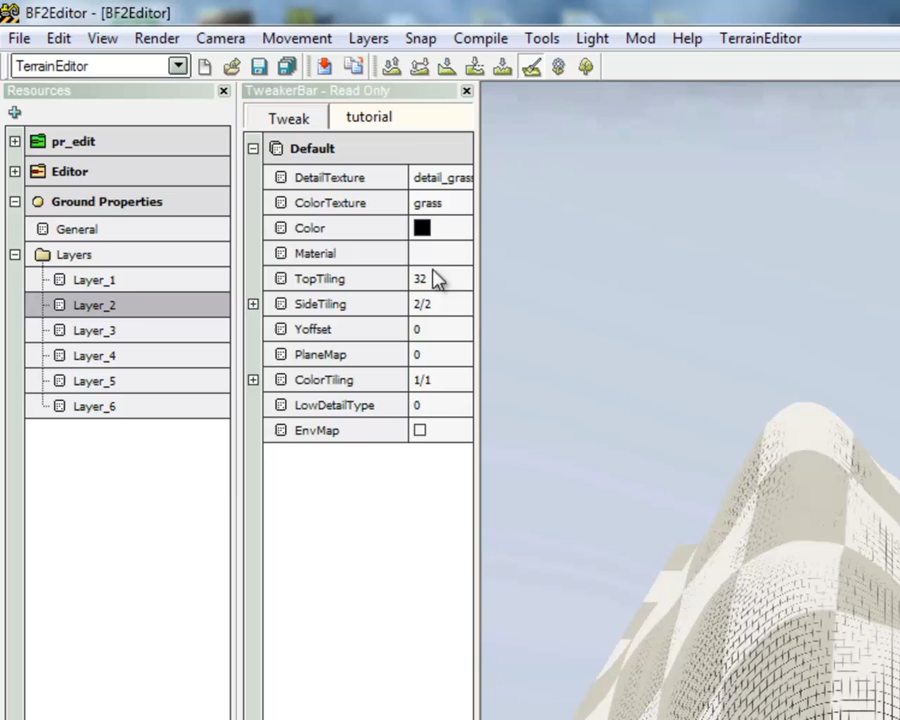 BF2Editor - [BF2Editor]
File Edit View Render Camera Movement Layers Snap Compile Tools Light Mod Help TerrainEditor
TerrainEditor
Resources
TweakerBar - Read Only
Tweak tutorial
pr_edit
Editor
Ground Properties
General
Layers
Layer_1
Layer_2
Layer_3
Layer_4
Layer_5
Layer_6
Default
DetailTexture detail_grass
ColorTexture grass
Color
Material
TopTiling 32
SideTiling 2/2
Yoffset 0
PlaneMap 0
ColorTiling 1/1
LowDetailType 0
EnvMap